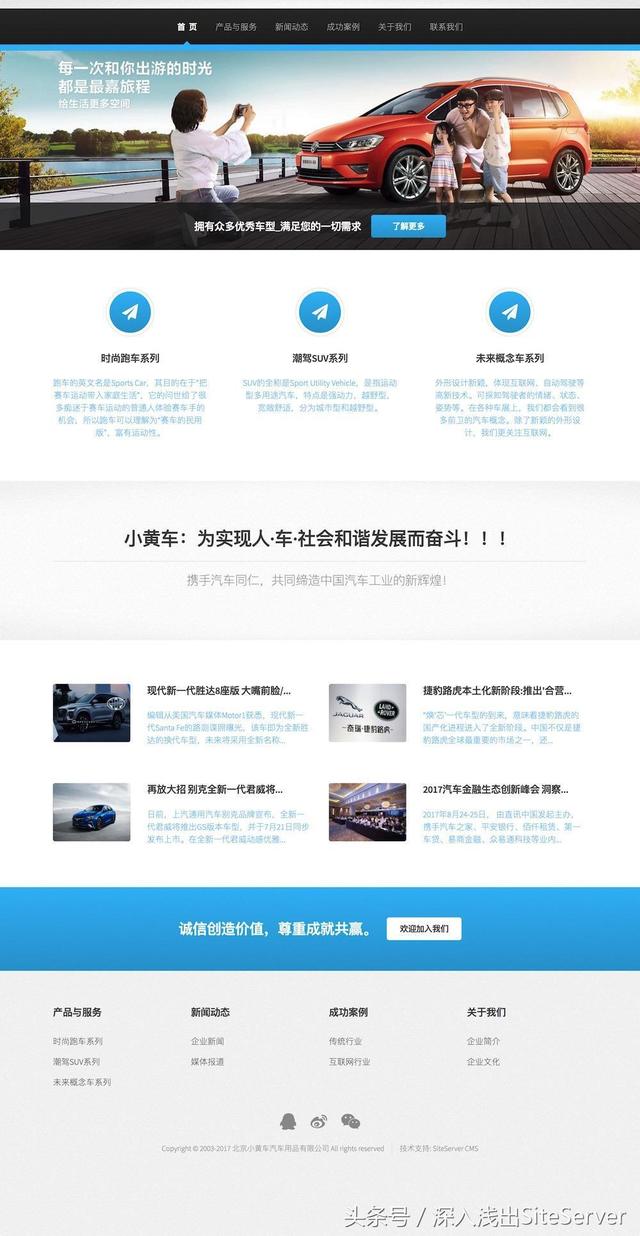 首 页 产品与服务 新闻动态 成功案例 关于我们 联系我们
每一次和你出游的时光
都是最嘉旅程
给生活更多空间
拥有众多优秀车型_满足您的一切需求 了解更多
时尚跑车系列
跑车的英文名是Sports Car，其目的在于"把
赛车运动带入家庭生活"，它的问世给了很
多痴迷于赛车运动的普通人体验赛车手的
机会，所以跑车可以理解为"赛车的民用
版"，富有运动性。
潮驾SUV系列
SUV的全称是Sport Utility Vehicle，是指运动
型多用途汽车，特点是强动力、越野型、
宽敞舒适，分为城市型和越野型。
未来概念车系列
外形设计新颖，体现互联网、自动驾驶等
高新技术。可探知驾驶者的情绪、状态、
姿势等。在各种车展上，我们都会看到很
多前卫的汽车概念。除了新颖的外形设
计，我们更关注互联网。
小黄车：为实现人·车·社会和谐发展而奋斗！！！
携手汽车同仁，共同缔造中国汽车工业的新辉煌！
现代新一代胜达8座版 大嘴前脸/...
编辑从美国汽车媒体Motor1获悉，现代新一
代Santa Fe的路测谍照曝光，该车即为全新胜
达的换代车型，未来将采用全新名称...
JAGUAR
LAND
ROVER
奇瑞·捷豹路虎
捷豹路虎本土化新阶段:推出'合营...
"焕'芯'一代车型的到来，意味着捷豹路虎的
国产化进程进入了全新阶段。中国不仅是捷
豹路虎全球最重要的市场之一，还...
再放大招 别克全新一代君威将...
日前，上汽通用汽车别克品牌宣布，全新一
代君威将推出GS版本车型，并于7月21日同步
发布上市。在全新一代君威动感优雅...
2017汽车金融生态创新峰会 洞察...
2017年8月24-25日，由直讯中国发起主办，
携手汽车之家、平安银行、佰仟租赁、第一
车贷、易商金融、众易通科技等业内...
诚信创造价值，尊重成就共赢。 欢迎加入我们
产品与服务
时尚跑车系列
潮驾SUV系列
未来概念车系列
新闻动态
企业新闻
媒体报道
成功案例
传统行业
互联网行业
关于我们
企业简介
企业文化
Copyright © 2003-2017 北京小黄车汽车用品有限公司 All rights reserved 技术支持: SiteServer CMS
头条号 / 深入浅出SiteServer